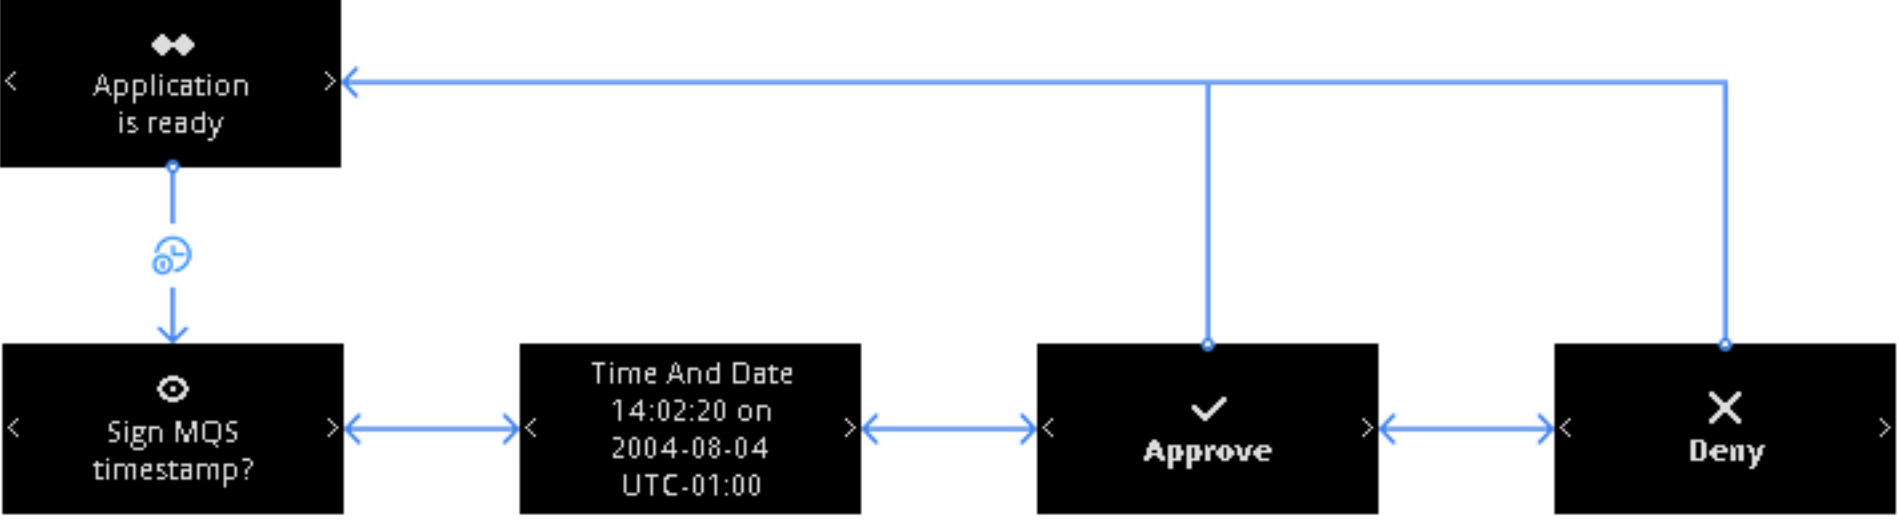 Application
is ready
Sign MQS
timestamp?
Time And Date
14:02:20 on
2004-08-04
UTC-01:00
Approve
Deny